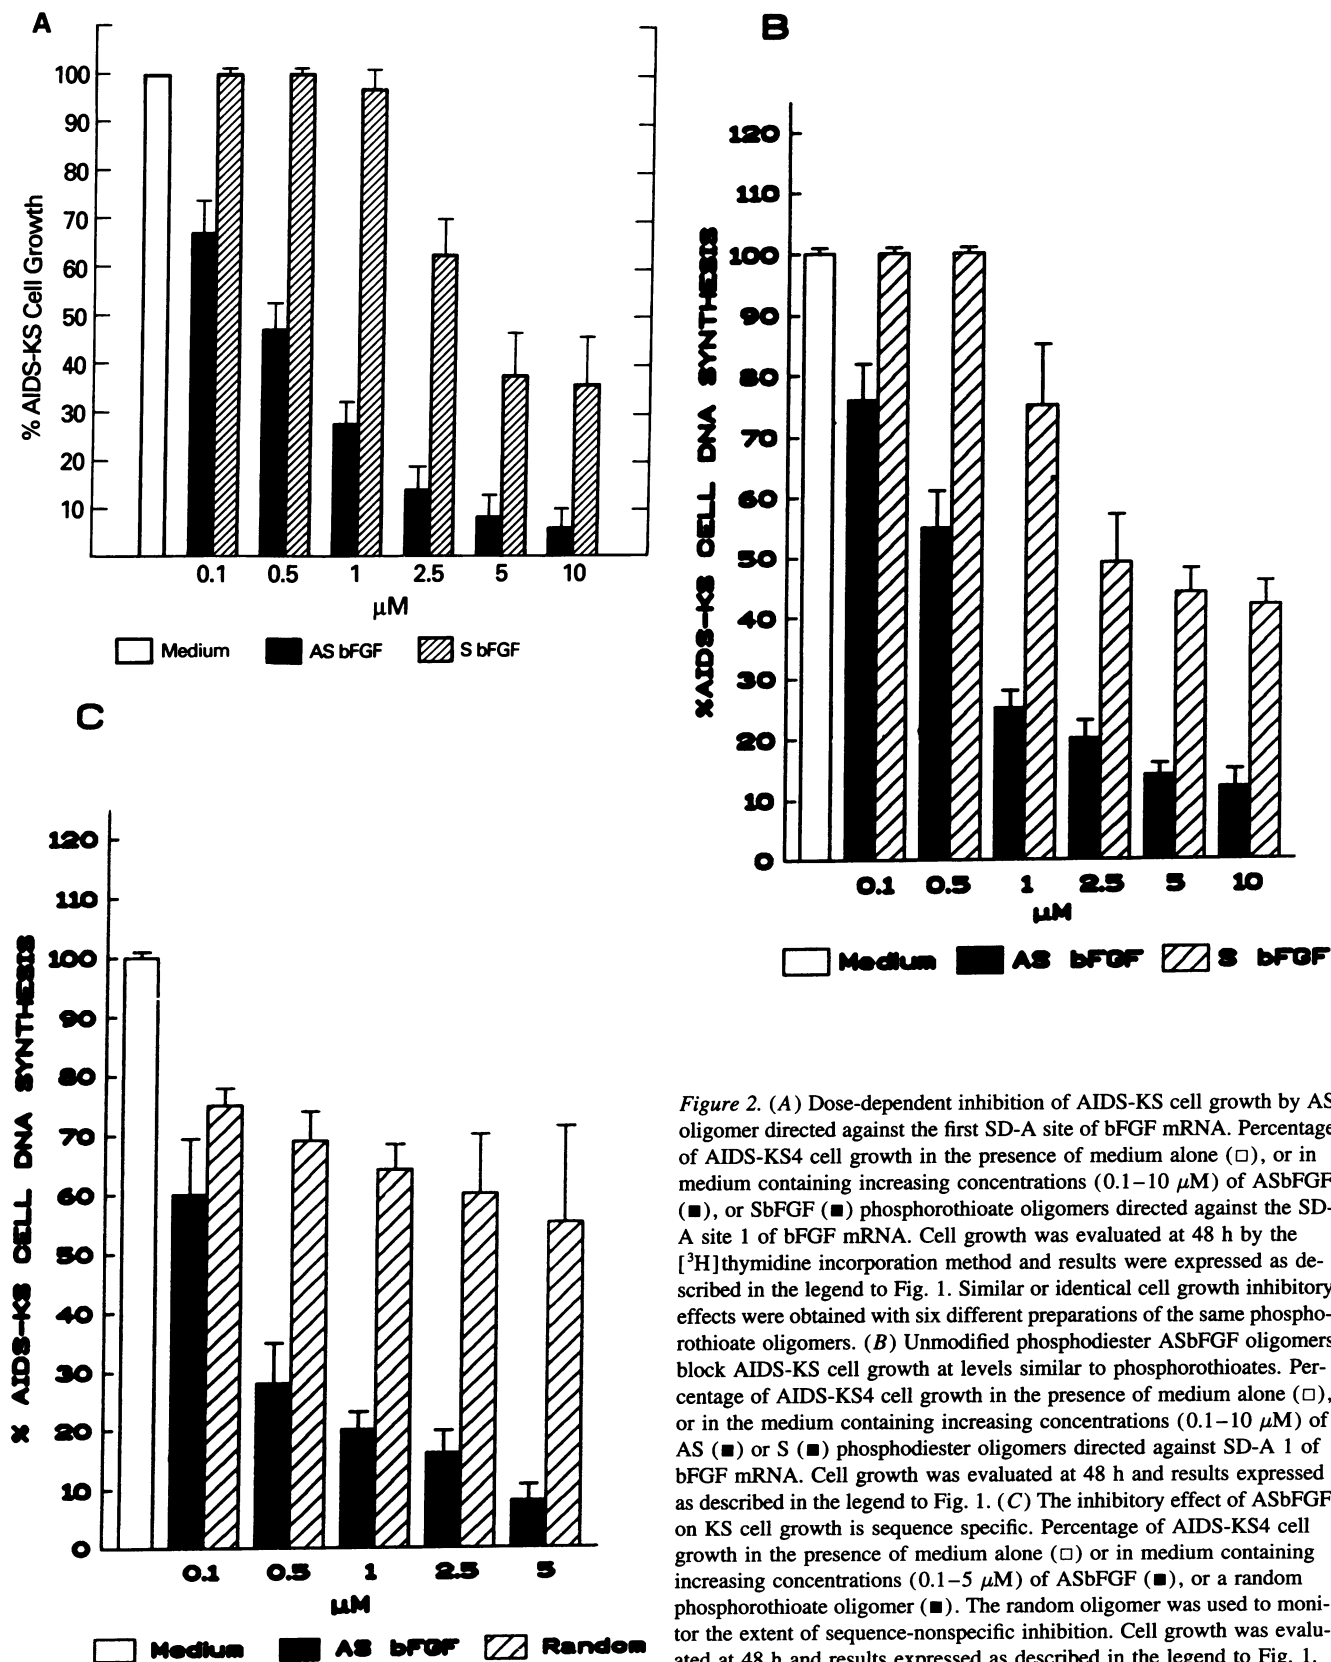 A
100
90
80
70
60
50
40
30
20
10
% AIDS-KS Cell Growth
0.1 0.5 1 2.5 5 10
μM
Medium AS bFGF S bFGF
B
120
110
100
90
80
70
60
50
40
30
20
10
0
%AIDS-KS CELL DNA SYNTHESIS
0.1 0.5 1 2.5 5 10
μM
Medium AS bFGF S bFGF
C
120
110
100
90
80
70
60
50
40
30
20
10
0
% AIDS-KS CELL DNA SYNTHESIS
0.1 0.5 1 2.5 5
μM
Medium AS bFGF Random
Figure 2. (A) Dose-dependent inhibition of AIDS-KS cell growth by AS
oligomer directed against the first SD-A site of bFGF mRNA. Percentage
of AIDS-KS4 cell growth in the presence of medium alone (□), or in
medium containing increasing concentrations (0.1–10 μM) of ASbFGF
(■), or SbFGF (■) phosphorothioate oligomers directed against the SD-
A site 1 of bFGF mRNA. Cell growth was evaluated at 48 h by the
[³H]thymidine incorporation method and results were expressed as de-
scribed in the legend to Fig. 1. Similar or identical cell growth inhibitory
effects were obtained with six different preparations of the same phospho-
rothioate oligomers. (B) Unmodified phosphodiester ASbFGF oligomers
block AIDS-KS cell growth at levels similar to phosphorothioates. Per-
centage of AIDS-KS4 cell growth in the presence of medium alone (□),
or in the medium containing increasing concentrations (0.1–10 μM) of
AS (■) or S (■) phosphodiester oligomers directed against SD-A 1 of
bFGF mRNA. Cell growth was evaluated at 48 h and results expressed
as described in the legend to Fig. 1. (C) The inhibitory effect of ASbFGF
on KS cell growth is sequence specific. Percentage of AIDS-KS4 cell
growth in the presence of medium alone (□) or in medium containing
increasing concentrations (0.1–5 μM) of ASbFGF (■), or a random
phosphorothioate oligomer (■). The random oligomer was used to moni-
tor the extent of sequence-nonspecific inhibition. Cell growth was evalu-
ated at 48 h and results expressed as described in the legend to Fig. 1.